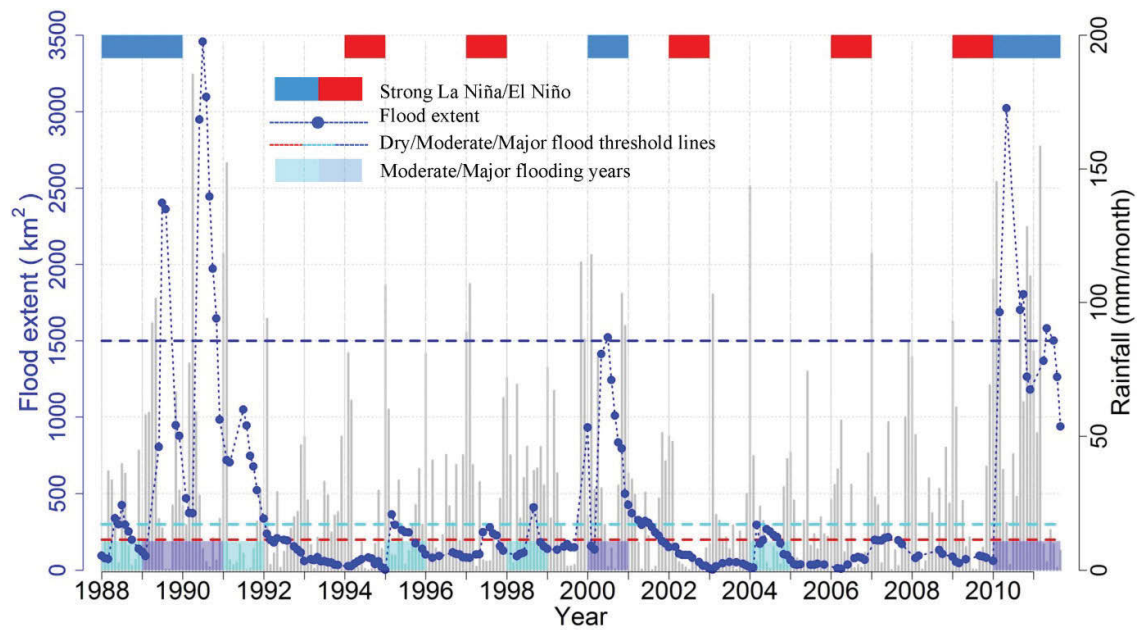 3500
3000
2500
2000
1500
1000
500
0
Flood extent ( km2 )
Strong La Niña/El Niño
Flood extent
Dry/Moderate/Major flood threshold lines
Moderate/Major flooding years
200
150
100
50
0
Rainfall (mm/month)
1988 1990 1992 1994 1996 1998 2000 2002 2004 2006 2008 2010
Year